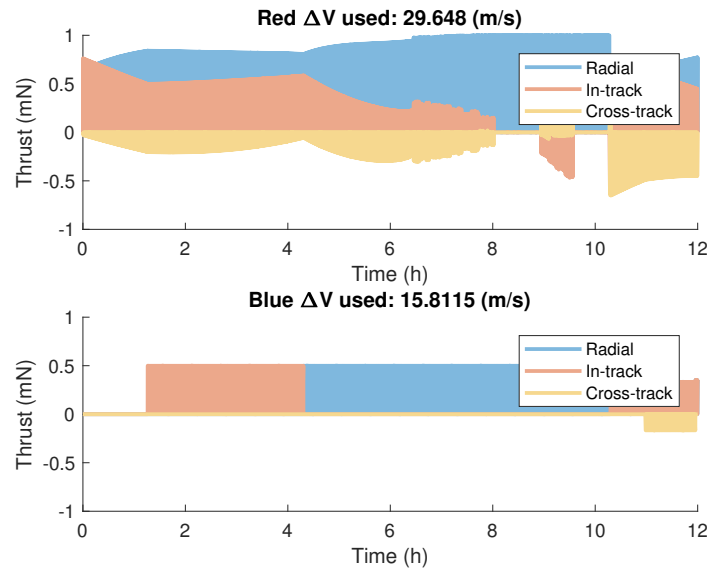 Red ΔV used: 29.648 (m/s)
1
0.5
0
-0.5
-1
Thrust (mN)
Radial
In-track
Cross-track
0 2 4 6 8 10 12
Time (h)
Blue ΔV used: 15.8115 (m/s)
1
0.5
0
-0.5
-1
Thrust (mN)
Radial
In-track
Cross-track
0 2 4 6 8 10 12
Time (h)